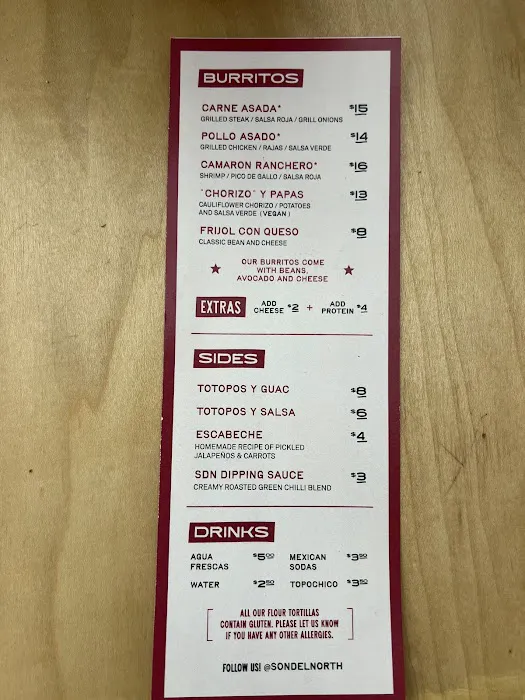 BURRITOS
CARNE ASADA* $15
GRILLED STEAK / SALSA ROJA / GRILL ONIONS
POLLO ASADO* $14
GRILLED CHICKEN / RAJAS / SALSA VERDE
CAMARON RANCHERO* $16
SHRIMP / PICO DE GALLO / SALSA ROJA
"CHORIZO" Y PAPAS $13
CAULIFLOWER CHORIZO / POTATOES
AND SALSA VERDE (VEGAN)
FRIJOL CON QUESO $8
CLASSIC BEAN AND CHEESE
OUR BURRITOS COME
WITH BEANS,
AVOCADO AND CHEESE
EXTRAS ADD CHEESE $2 + ADD PROTEIN $4
SIDES
TOTOPOS Y GUAC $8
TOTOPOS Y SALSA $6
ESCABECHE $4
HOMEMADE RECIPE OF PICKLED
JALAPEÑOS & CARROTS
SDN DIPPING SAUCE $3
CREAMY ROASTED GREEN CHILLI BLEND
DRINKS
AGUA FRESCAS $5.00 MEXICAN SODAS $3.50
WATER $2.50 TOPOCHICO $3.50
ALL OUR FLOUR TORTILLAS
CONTAIN GLUTEN. PLEASE LET US KNOW
IF YOU HAVE ANY OTHER ALLERGIES.
FOLLOW US! @SONDELNORTH